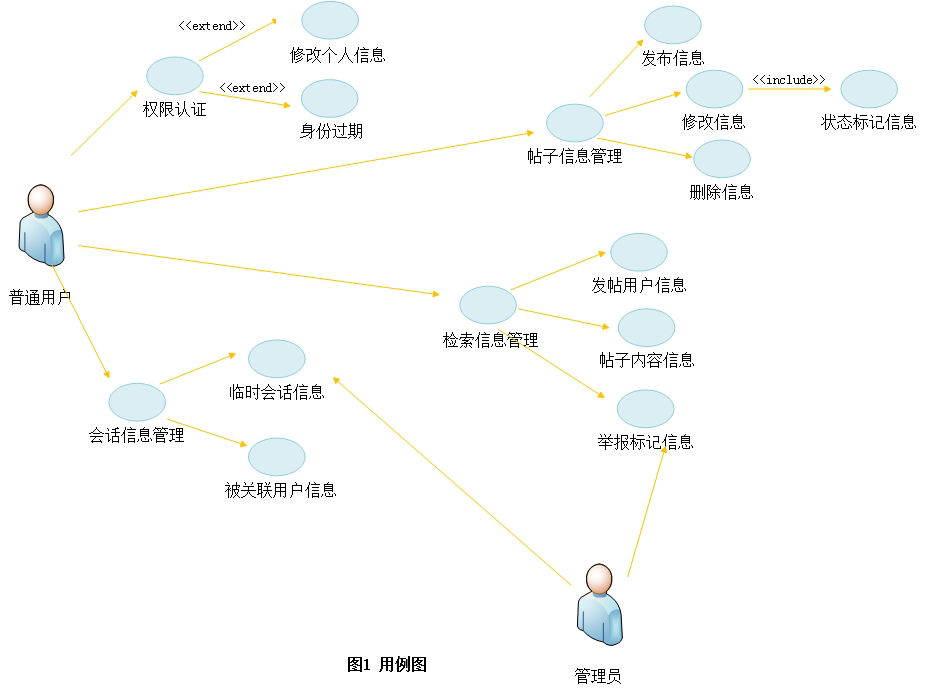 <<extend>>
修改个人信息
发布信息
<<extend>>
<<include>>
权限认证
身份过期
修改信息
状态标记信息
帖子信息管理
删除信息
普通用户
发帖用户信息
检索信息管理
帖子内容信息
临时会话信息
会话信息管理
举报标记信息
被关联用户信息
图1 用例图
管理员